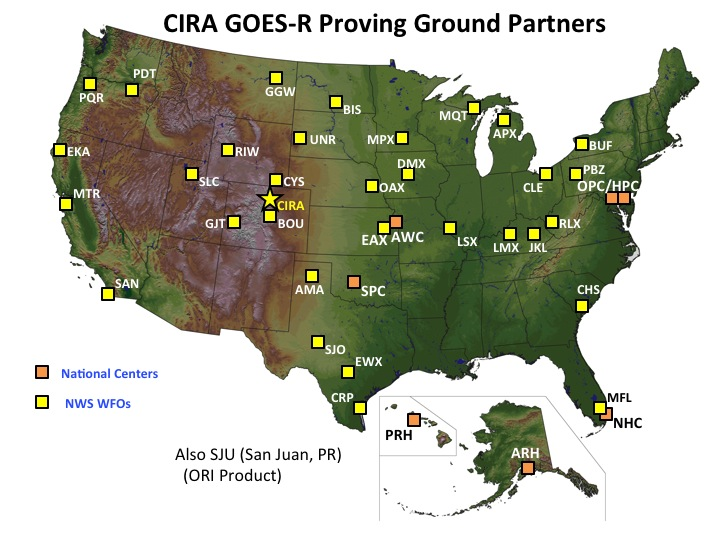 CIRA GOES-R Proving Ground Partners
PDT
PQR
GGW
BIS
MQT
APX
UNR
MPX
BUF
EKA
RIW
DMX
PBZ
SLC
CYS
OAX
CLE
OPC/HPC
MTR
CIRA
GJT
BOU
RLX
EAX
AWC
LSX
LMX
JKL
SAN
AMA
SPC
CHS
SJO
EWX
National Centers
CRP
MFL
NWS WFOs
NHC
PRH
Also SJU (San Juan, PR)
ARH
(ORI Product)